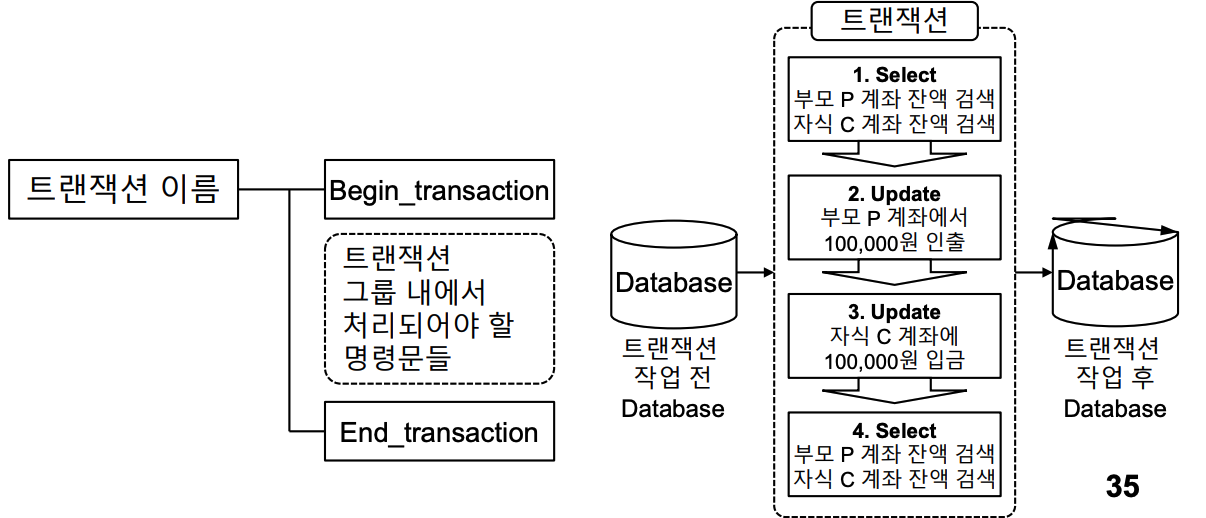 트랜잭션 이름
Begin_transaction
트랜잭션
그룹 내에서
처리되어야 할
명령문들
End_transaction
Database
트랜잭션
작업 전
Database
트랜잭션
1. Select
부모 P 계좌 잔액 검색
자식 C 계좌 잔액 검색
2. Update
부모 P 계좌에서
100,000원 인출
3. Update
자식 C 계좌에
100,000원 입금
4. Select
부모 P 계좌 잔액 검색
자식 C 계좌 잔액 검색
Database
트랜잭션
작업 후
Database
35